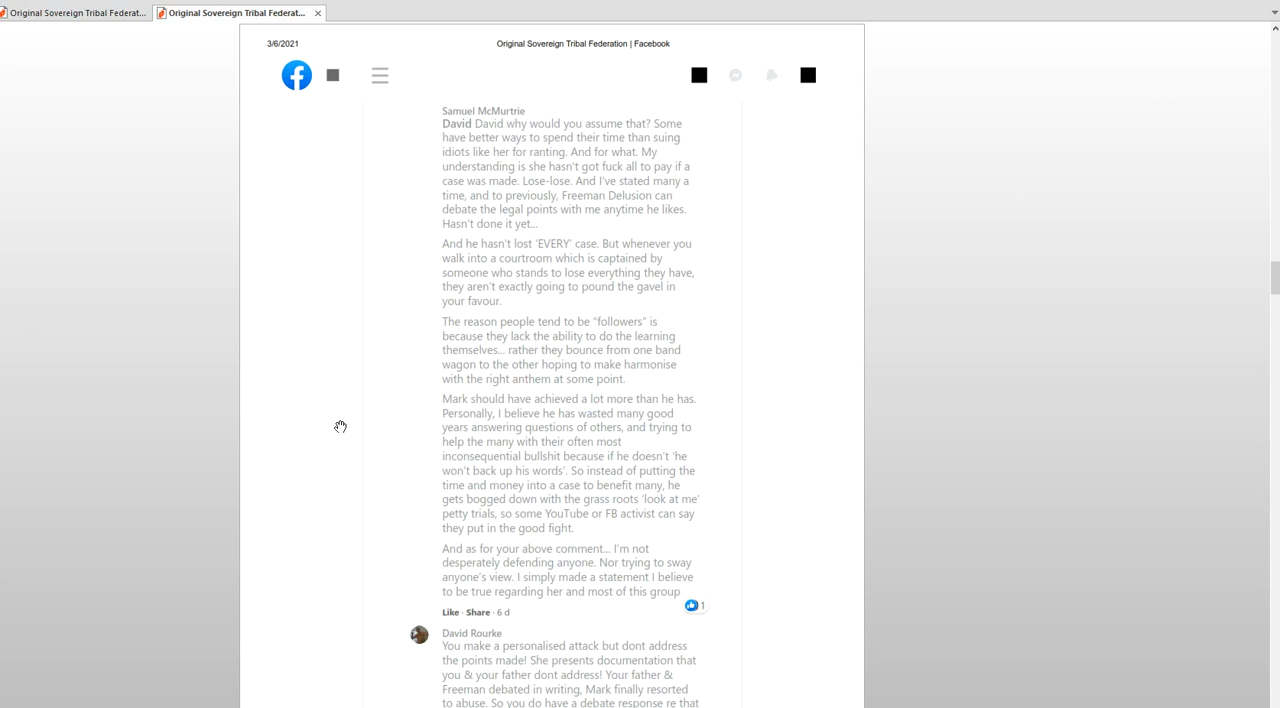 Original Sovereign Tribal Federat...
Original Sovereign Tribal Federat...
3/6/2021
Original Sovereign Tribal Federation | Facebook
Samuel McMurtrie
David David why would you assume that? Some
have better ways to spend their time than suing
idiots like her for ranting. And for what. My
understanding is she hasn't got fuck all to pay if a
case was made. Lose-lose. And I've stated many a
time, and to previously, Freeman Delusion can
debate the legal points with me anytime he likes.
Hasn't done it yet...
And he hasn't lost 'EVERY' case. But whenever you
walk into a courtroom which is captained by
someone who stands to lose everything they have,
they aren't exactly going to pound the gavel in
your favour.
The reason people tend to be "followers" is
because they lack the ability to do the learning
themselves... rather they bounce from one band
wagon to the other hoping to make harmonise
with the right anthem at some point.
Mark should have achieved a lot more than he has.
Personally, I believe he has wasted many good
years answering questions of others, and trying to
help the many with their often most
inconsequential bullshit because if he doesn't 'he
won't back up his words'. So instead of putting the
time and money into a case to benefit many, he
gets bogged down with the grass roots 'look at me'
petty trials, so some YouTube or FB activist can say
they put in the good fight.
And as for your above comment... I'm not
desperately defending anyone. Nor trying to sway
anyone's view. I simply made a statement I believe
to be true regarding her and most of this group
Like · Share · 6 d
1
David Rourke
You make a personalised attack but dont address
the points made! She presents documentation that
you & your father dont address! Your father &
Freeman debated in writing, Mark finally resorted
to abuse. So you do have a debate response re that